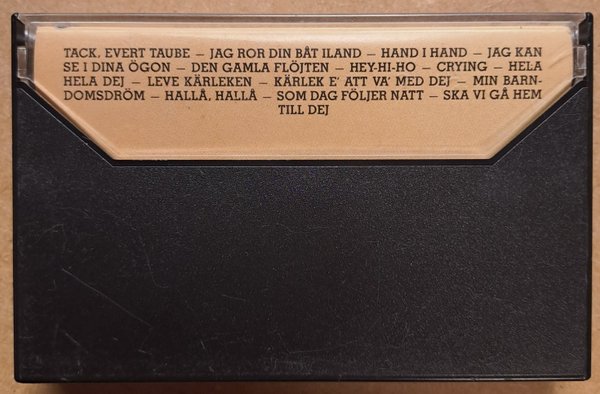 TACK, EVERT TAUBE – JAG ROR DIN BÅT ILAND – HAND I HAND – JAG KAN
SE I DINA ÖGON – DEN GAMLA FLÖJTEN – HEY-HI-HO – CRYING – HELA
HELA DEJ – LEVE KÄRLEKEN – KÄRLEK E' ATT VA' MED DEJ – MIN BARN-
DOMSDRÖM – HALLÅ, HALLÅ – SOM DAG FÖLJER NATT – SKA VI GÅ HEM
TILL DEJ